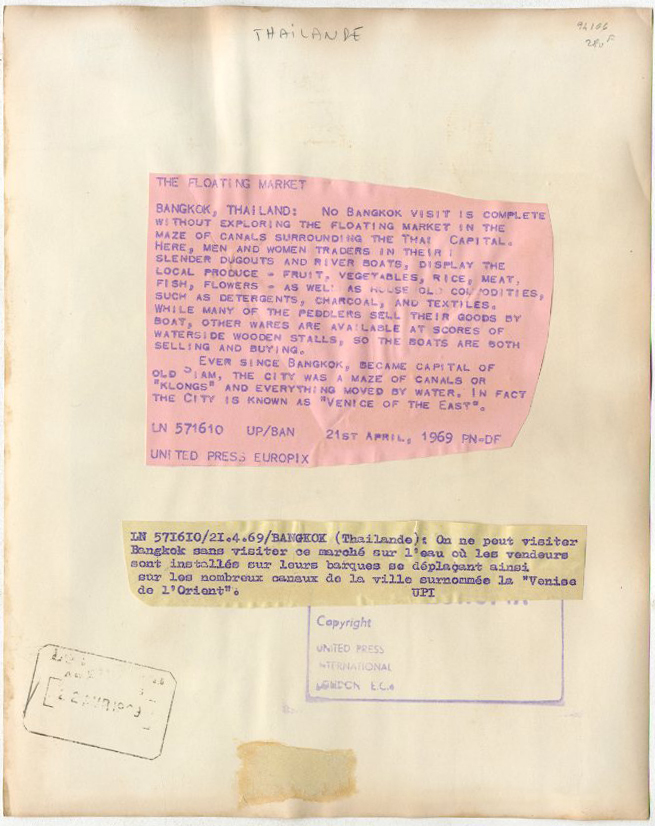 THAÏLANDE
THE FLOATING MARKET
BANGKOK, THAILAND: NO BANGKOK VISIT IS COMPLETE
WITHOUT EXPLORING THE FLOATING MARKET IN THE
MAZE OF CANALS SURROUNDING THE THAI CAPITAL.
HERE, MEN AND WOMEN TRADERS IN THEIR
SLENDER DUGOUTS AND RIVER BOATS, DISPLAY THE
LOCAL PRODUCE - FRUIT, VEGETABLES, RICE, MEAT,
FISH, FLOWERS - AS WELL AS HOUSE OLD COMMODITIES,
SUCH AS DETERGENTS, CHARCOAL, AND TEXTILES.
WHILE MANY OF THE PEDDLERS SELL THEIR GOODS BY
BOAT, OTHER WARES ARE AVAILABLE AT SCORES OF
WATERSIDE WOODEN STALLS, SO THE BOATS ARE BOTH
SELLING AND BUYING.
EVER SINCE BANGKOK, BECAME CAPITAL OF
OLD SIAM, THE CITY WAS A MAZE OF CANALS OR
"KLONGS" AND EVERYTHING MOVED BY WATER. IN FACT
THE CITY IS KNOWN AS "VENICE OF THE EAST".
LN 571610 UP/BAN 21ST APRIL, 1969 PN=DF
UNITED PRESS EUROPIX
LN 571610/21.4.69/BANGKOK (Thailande): On ne peut visiter
Bangkok sans visiter ce marché sur l'eau où les vendeurs
sont installés sur leurs barques se déplaçant ainsi
sur les nombreux canaux de la ville surnommée la "Venise
de l'Orient". UPI
Copyright
UNITED PRESS
INTERNATIONAL
LONDON E.C.4